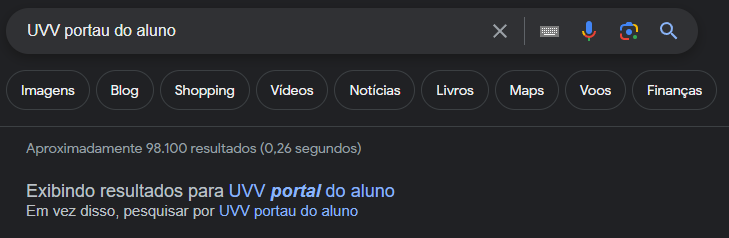 UVV portau do aluno
Imagens Blog Shopping Vídeos Notícias Livros Maps Voos Finanças
Aproximadamente 98.100 resultados (0,26 segundos)
Exibindo resultados para UVV portal do aluno
Em vez disso, pesquisar por UVV portau do aluno